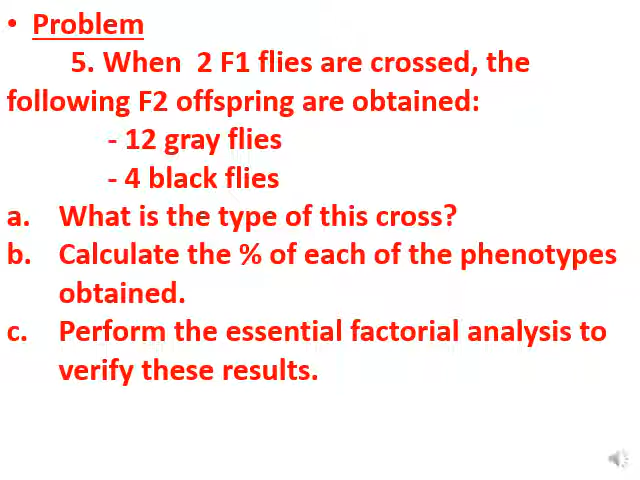 • Problem
5. When 2 F1 flies are crossed, the
following F2 offspring are obtained:
- 12 gray flies
- 4 black flies
a. What is the type of this cross?
b. Calculate the % of each of the phenotypes
obtained.
c. Perform the essential factorial analysis to
verify these results.